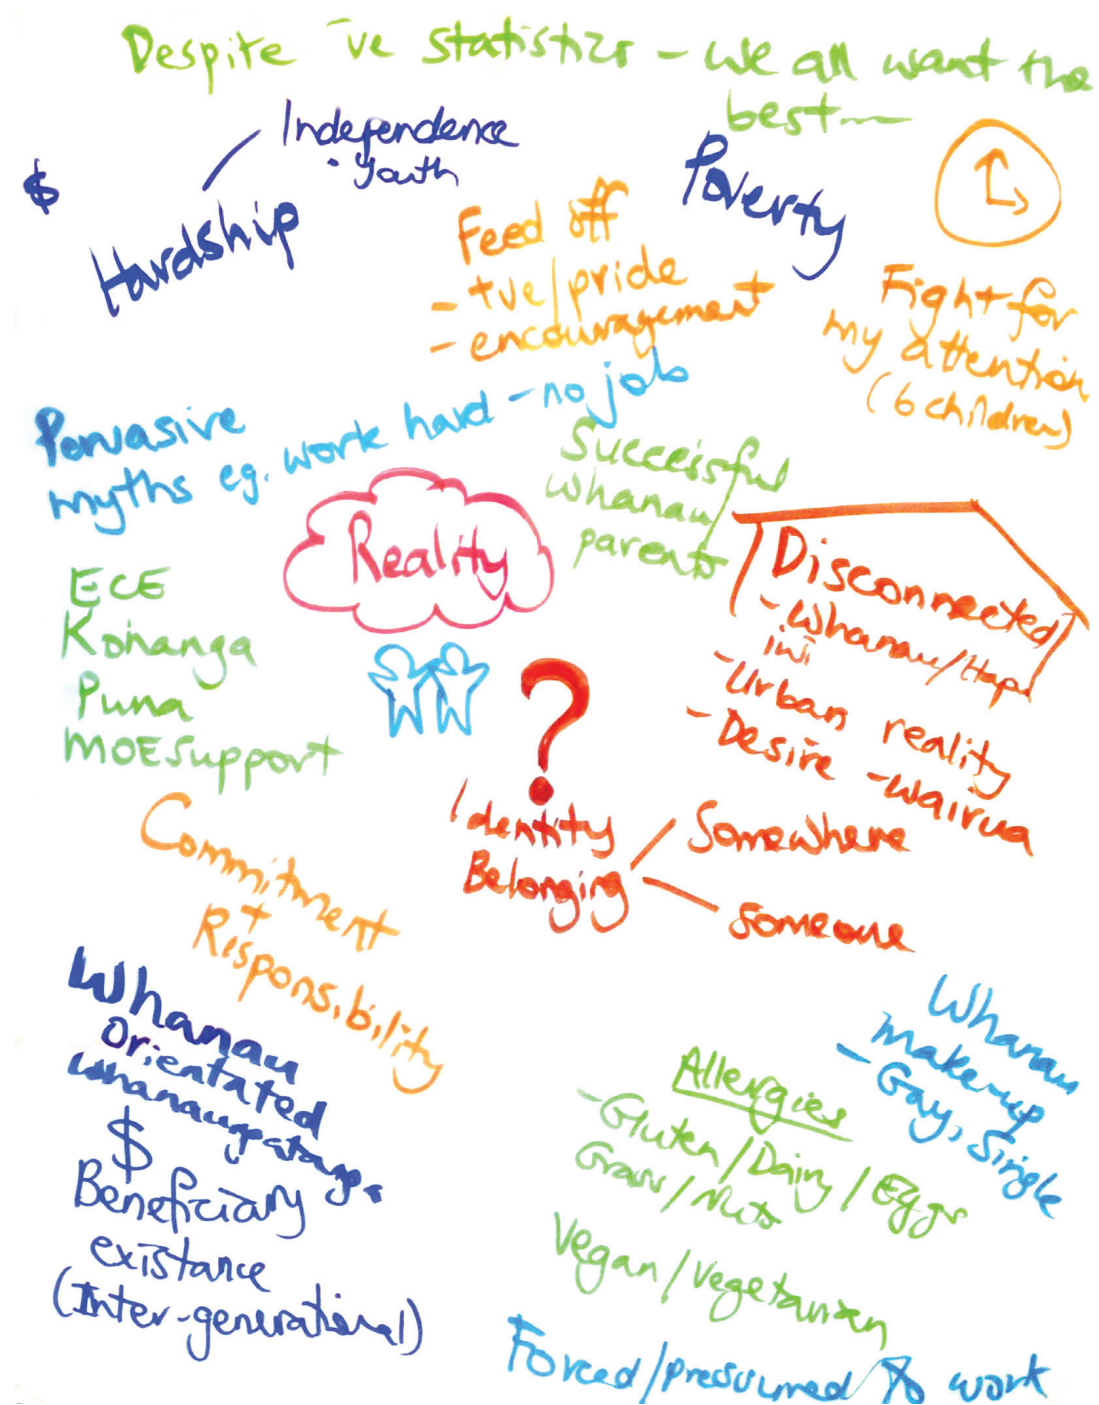 Despite -ve statistics - we all want the
best
$
Hardship
Independence
· Youth
Poverty
Feed off
- +ve/pride
- encouragement
Fight for
my attention
(6 children)
Pervasive
myths eg. work hard - no job
Reality
Successful
whanau/
parents
ECE
Kohanga
Puna
MOE support
Disconnected
- Whanau/Hapu
iwi
- Urban reality
- Desire - wairua
?
Identity
Belonging
Somewhere
Someone
Commitment
+
Responsibility
Whanau
Orientated
$
Beneficiary
existance
(Inter-generational)
Whanau
make-up
- Gay, Single
Allergies
- Gluten/Dairy/Eggs
Grass/Nuts
Vegan/Vegetarian
Forced/pressured to work